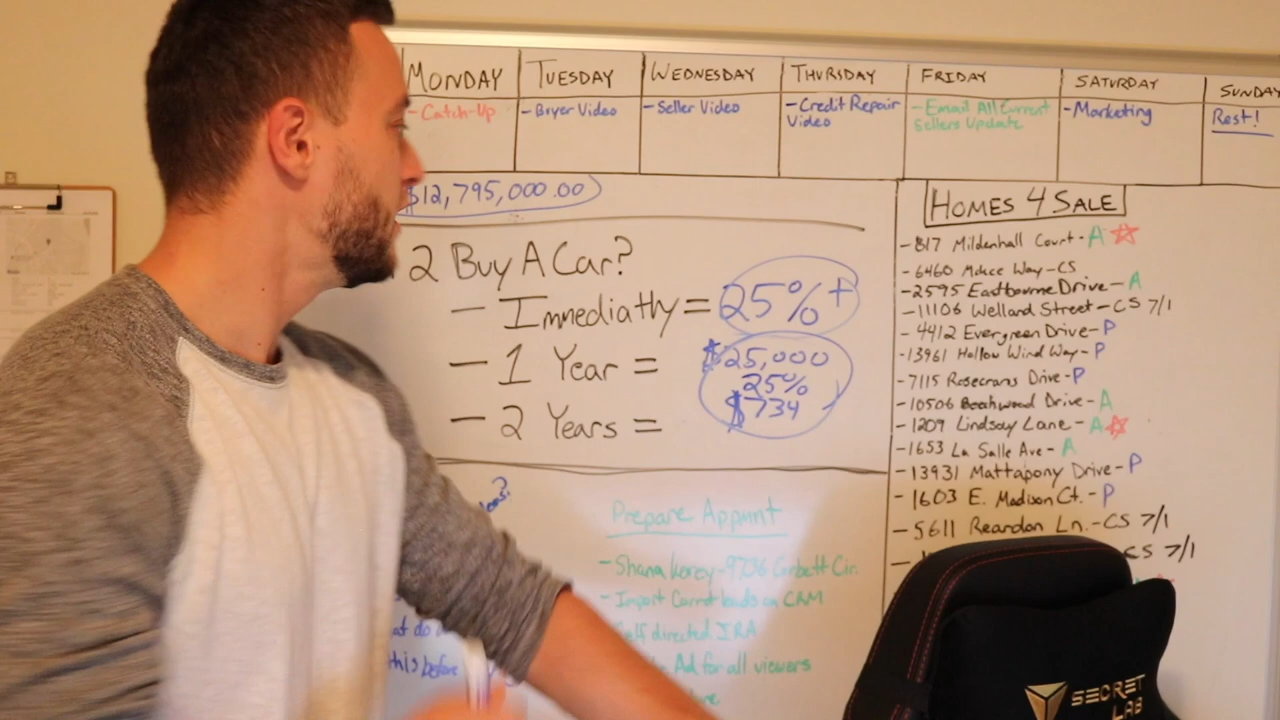 MONDAY TUESDAY WEDNESDAY THURSDAY FRIDAY SATURDAY SUNDAY
- Catch-Up
- Buyer Video
- Seller Video
- Credit Repair
Video
- Email All Current
Sellers Update
- Marketing
Rest!
$12,795,000.00
2 BUY A CAR?
- Immediatly = 25%+
- 1 Year = $25,000
25%
- 2 Years = $734
HOMES 4 SALE
- 817 Mildenhall Court - A
- 6460 Way - CS
- 2595 Eastbourne Drive - A
- 11106 Welland Street - CS 7/1
- 4412 Evergreen Drive - P
- 13961 Hollow Wind Way - P
- 7115 Rosecrans Drive - P
- 10506 Beechwood Drive - A
- 1209 Lindsay Lane - A
- 1653 La Salle Ave - A
- 13931 Mattapony Drive - P
- 1603 E. Madison Ct. - P
- 5611 Reardon Ln. - CS 7/1
CS 7/1
Prepare Appmnt
- Shana Korey - 9736 Corbett Cir.
- Import Carrot leads on CRM
Self directed IRA
Ad for all viewers
at do
this before
SECRET
LAB